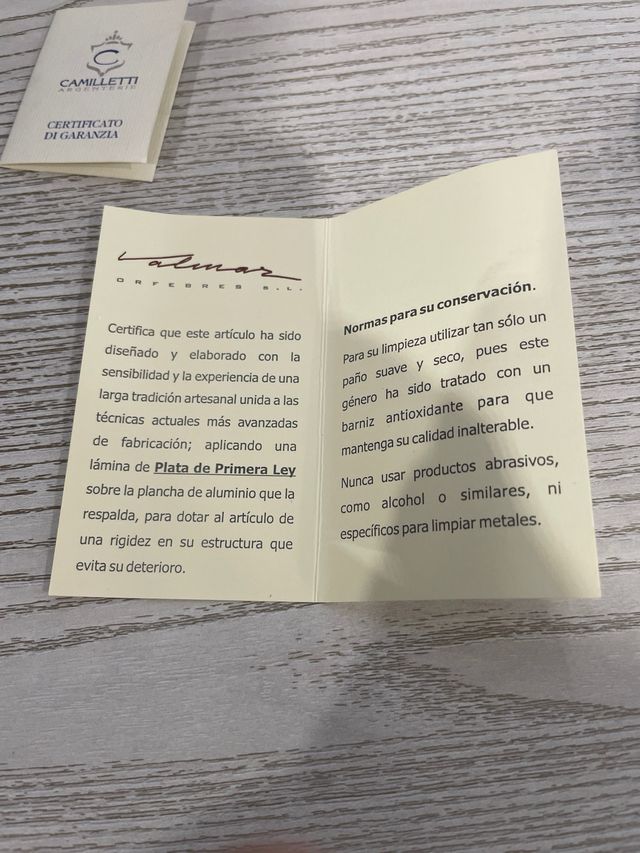 C
CAMILLETTI
ARGENTERIE
CERTIFICATO
DI GARANZIA
Valmar
ORFEBRES S.L.
Certifica que este artículo ha sido
diseñado y elaborado con la
sensibilidad y la experiencia de una
larga tradición artesanal unida a las
técnicas actuales más avanzadas
de fabricación; aplicando una
lámina de Plata de Primera Ley
sobre la plancha de aluminio que la
respalda, para dotar al artículo de
una rigidez en su estructura que
evita su deterioro.
Normas para su conservación.
Para su limpieza utilizar tan sólo un
paño suave y seco, pues este
género ha sido tratado con un
barniz antioxidante para que
mantenga su calidad inalterable.
Nunca usar productos abrasivos,
como alcohol o similares, ni
específicos para limpiar metales.